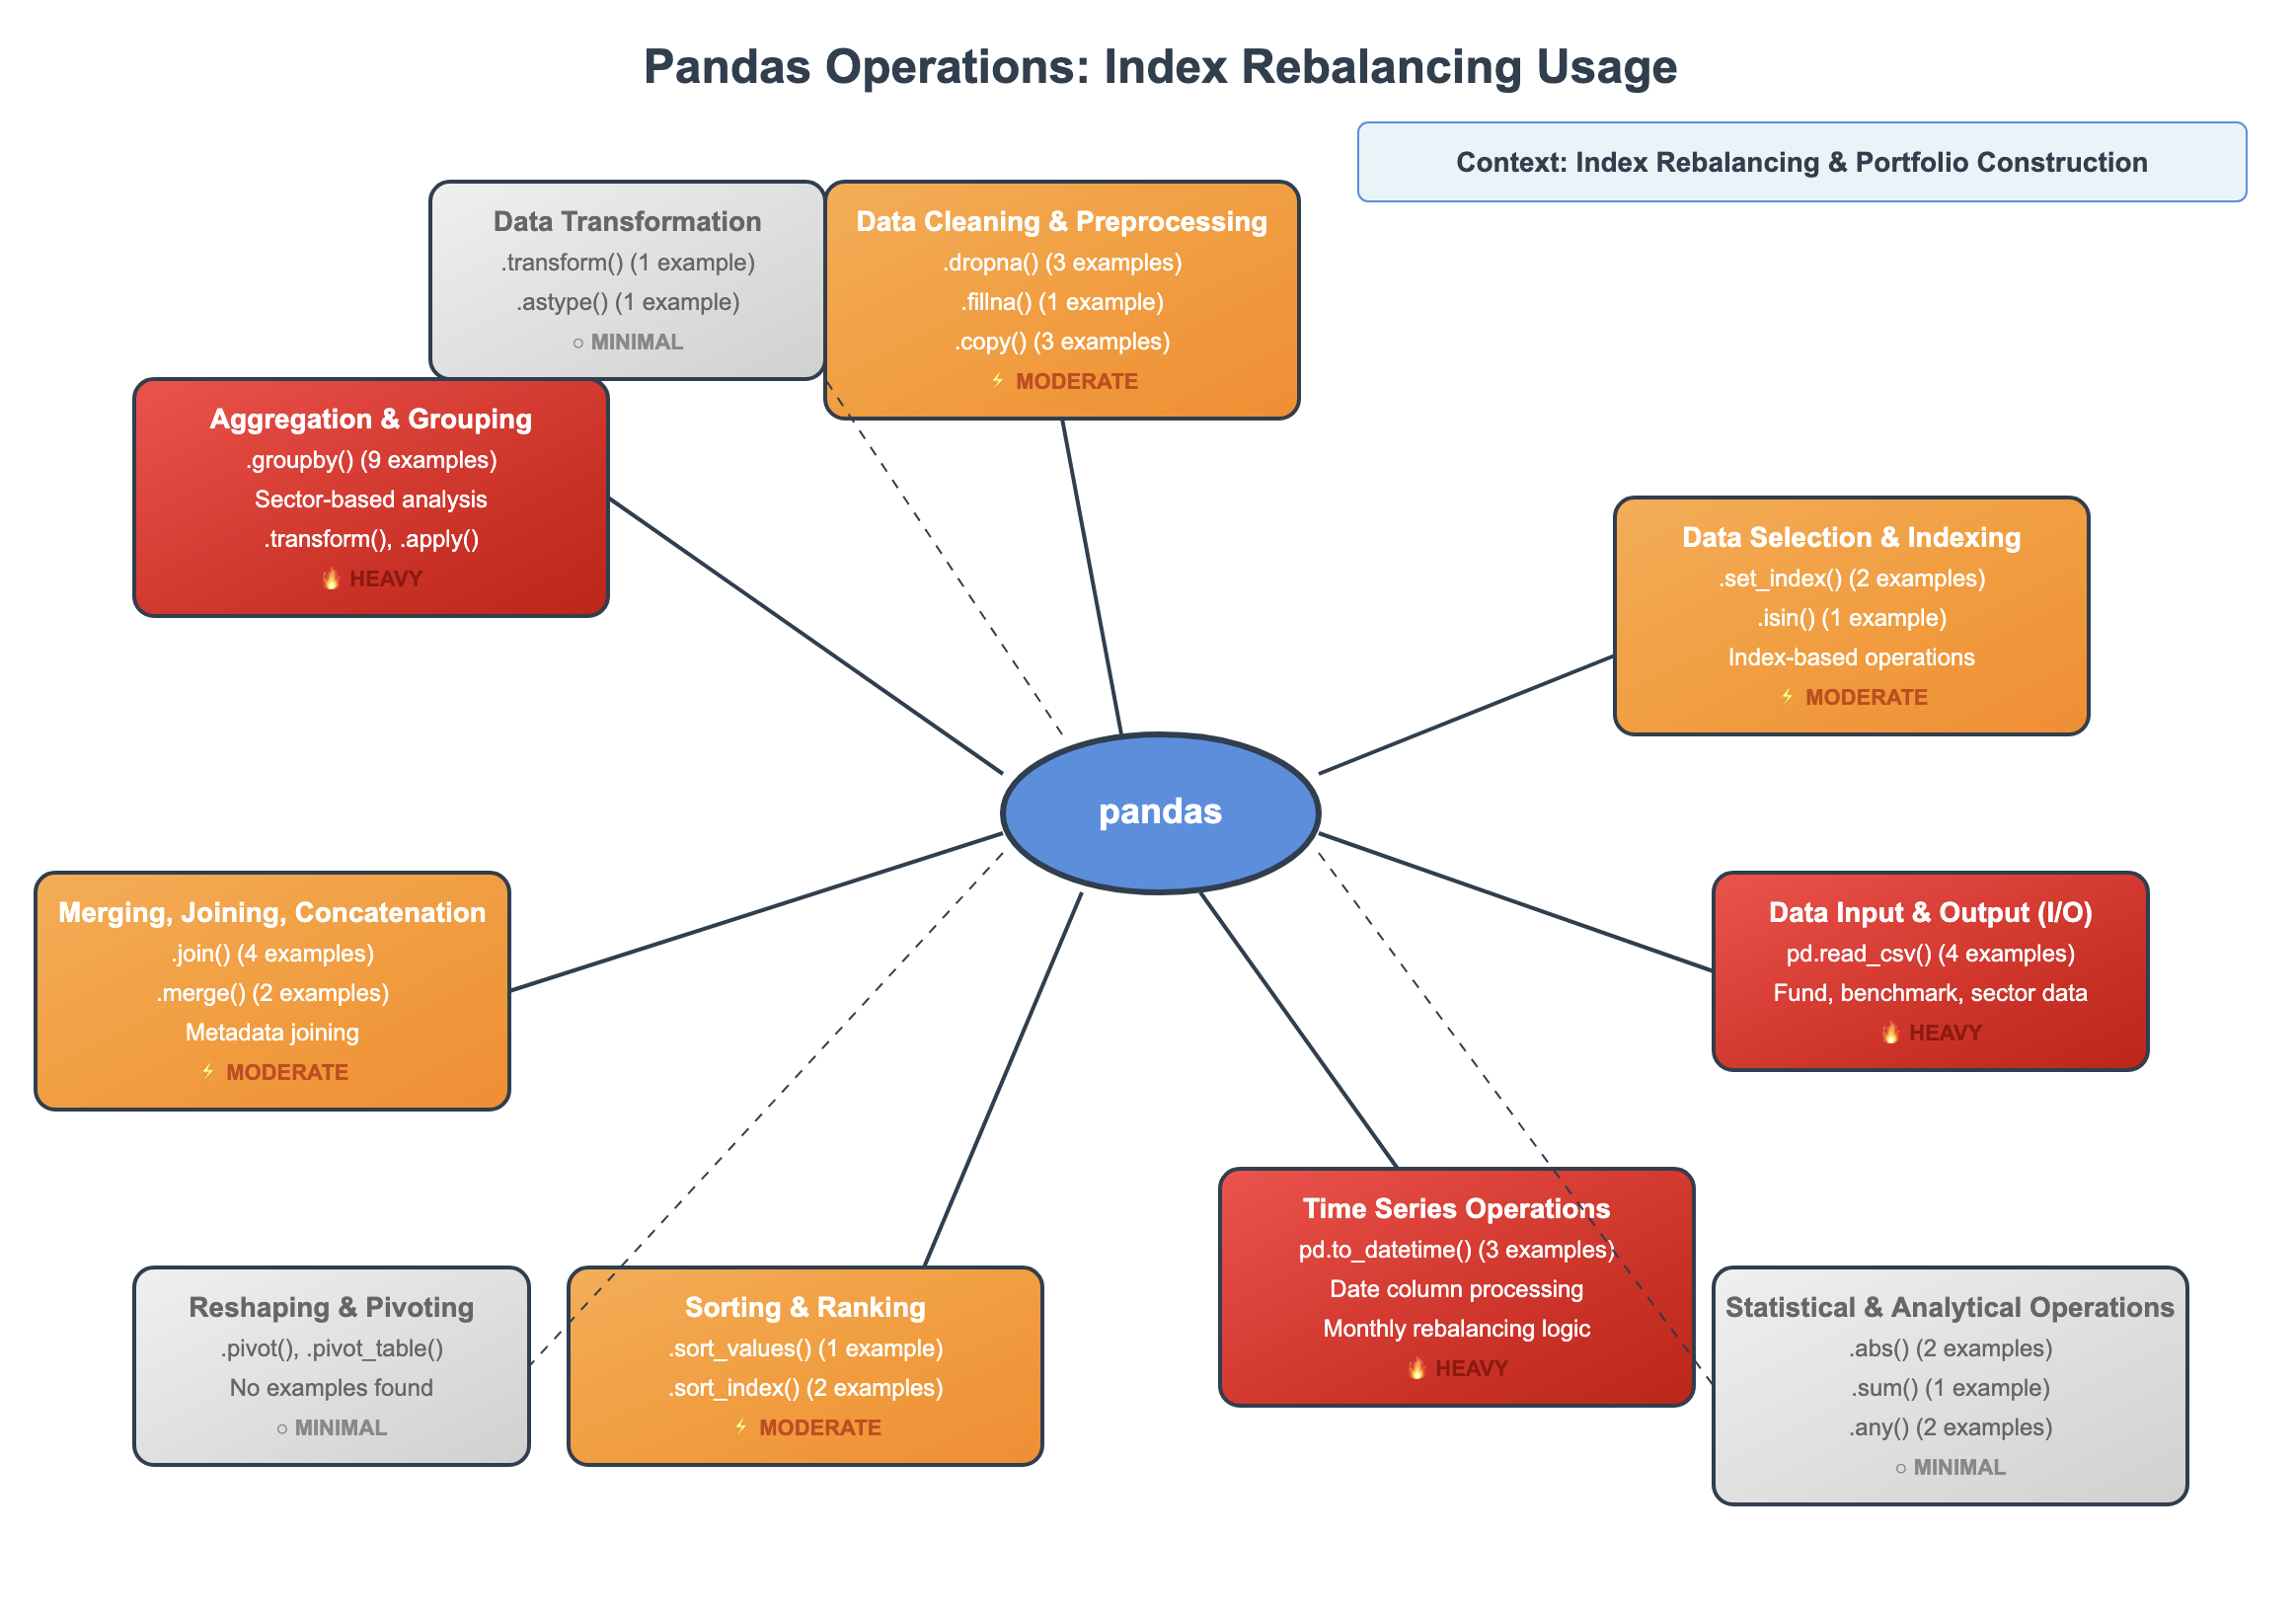 Pandas Operations: Index Rebalancing Usage
Context: Index Rebalancing & Portfolio Construction
Data Transformation
.transform() (1 example)
.astype() (1 example)
○ MINIMAL
Data Cleaning & Preprocessing
.dropna() (3 examples)
.fillna() (1 example)
.copy() (3 examples)
⚡ MODERATE
Aggregation & Grouping
.groupby() (9 examples)
Sector-based analysis
.transform(), .apply()
🔥 HEAVY
Data Selection & Indexing
.set_index() (2 examples)
.isin() (1 example)
Index-based operations
⚡ MODERATE
pandas
Merging, Joining, Concatenation
.join() (4 examples)
.merge() (2 examples)
Metadata joining
⚡ MODERATE
Data Input & Output (I/O)
pd.read_csv() (4 examples)
Fund, benchmark, sector data
🔥 HEAVY
Reshaping & Pivoting
.pivot(), .pivot_table()
No examples found
○ MINIMAL
Sorting & Ranking
.sort_values() (1 example)
.sort_index() (2 examples)
⚡ MODERATE
Time Series Operations
pd.to_datetime() (3 examples)
Date column processing
Monthly rebalancing logic
🔥 HEAVY
Statistical & Analytical Operations
.abs() (2 examples)
.sum() (1 example)
.any() (2 examples)
○ MINIMAL